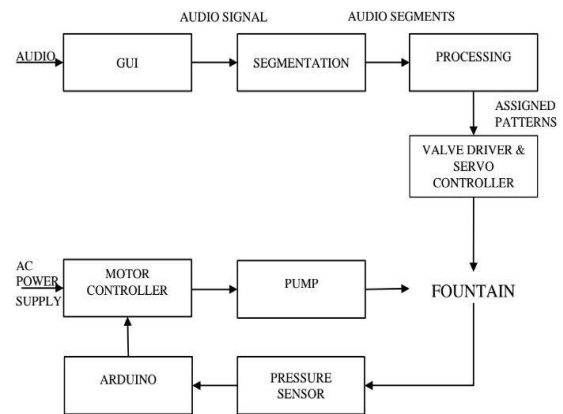 AUDIO SIGNAL
AUDIO SEGMENTS
AUDIO
GUI
SEGMENTATION
PROCESSING
ASSIGNED
PATTERNS
VALVE DRIVER &
SERVO
CONTROLLER
AC
POWER
SUPPLY
MOTOR
CONTROLLER
PUMP
FOUNTAIN
ARDUINO
PRESSURE
SENSOR